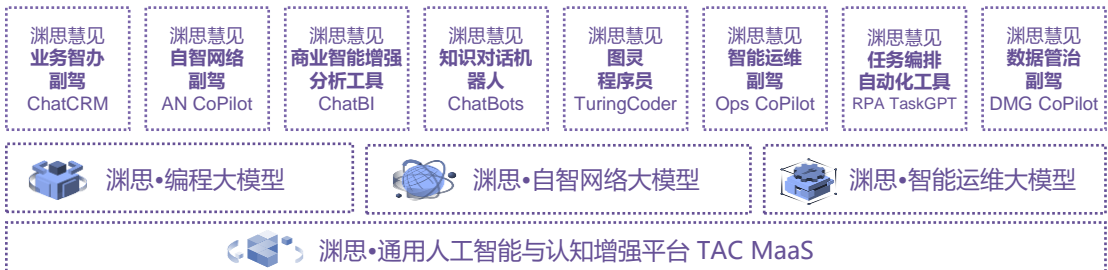 渊思慧见
业务智办
副驾
ChatCRM
渊思慧见
自智网络
副驾
AN CoPilot
渊思慧见
商业智能增强
分析工具
ChatBI
渊思慧见
知识对话机
器人
ChatBots
渊思慧见
图灵
程序员
TuringCoder
渊思慧见
智能运维
副驾
Ops CoPilot
渊思慧见
任务编排
自动化工具
RPA TaskGPT
渊思慧见
数据管治
副驾
DMG CoPilot
渊思•编程大模型
渊思•自智网络大模型
渊思•智能运维大模型
渊思•通用人工智能与认知增强平台 TAC MaaS